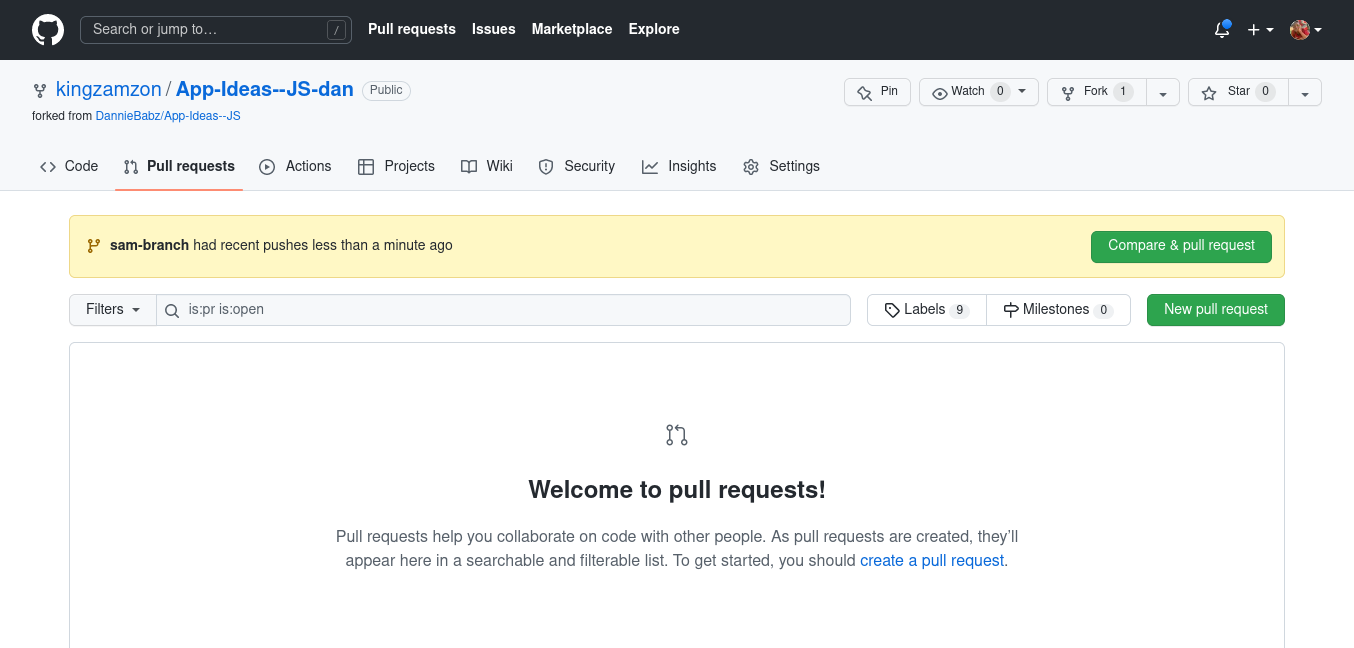 Search or jump to… / Pull requests Issues Marketplace Explore
kingzamzon / App-Ideas--JS-dan Public Pin Watch 0 Fork 1 Star 0
forked from DannieBabz/App-Ideas--JS
Code Pull requests Actions Projects Wiki Security Insights Settings
sam-branch had recent pushes less than a minute ago Compare & pull request
Filters is:pr is:open Labels 9 Milestones 0 New pull request
Welcome to pull requests!
Pull requests help you collaborate on code with other people. As pull requests are created, they'll
appear here in a searchable and filterable list. To get started, you should create a pull request.